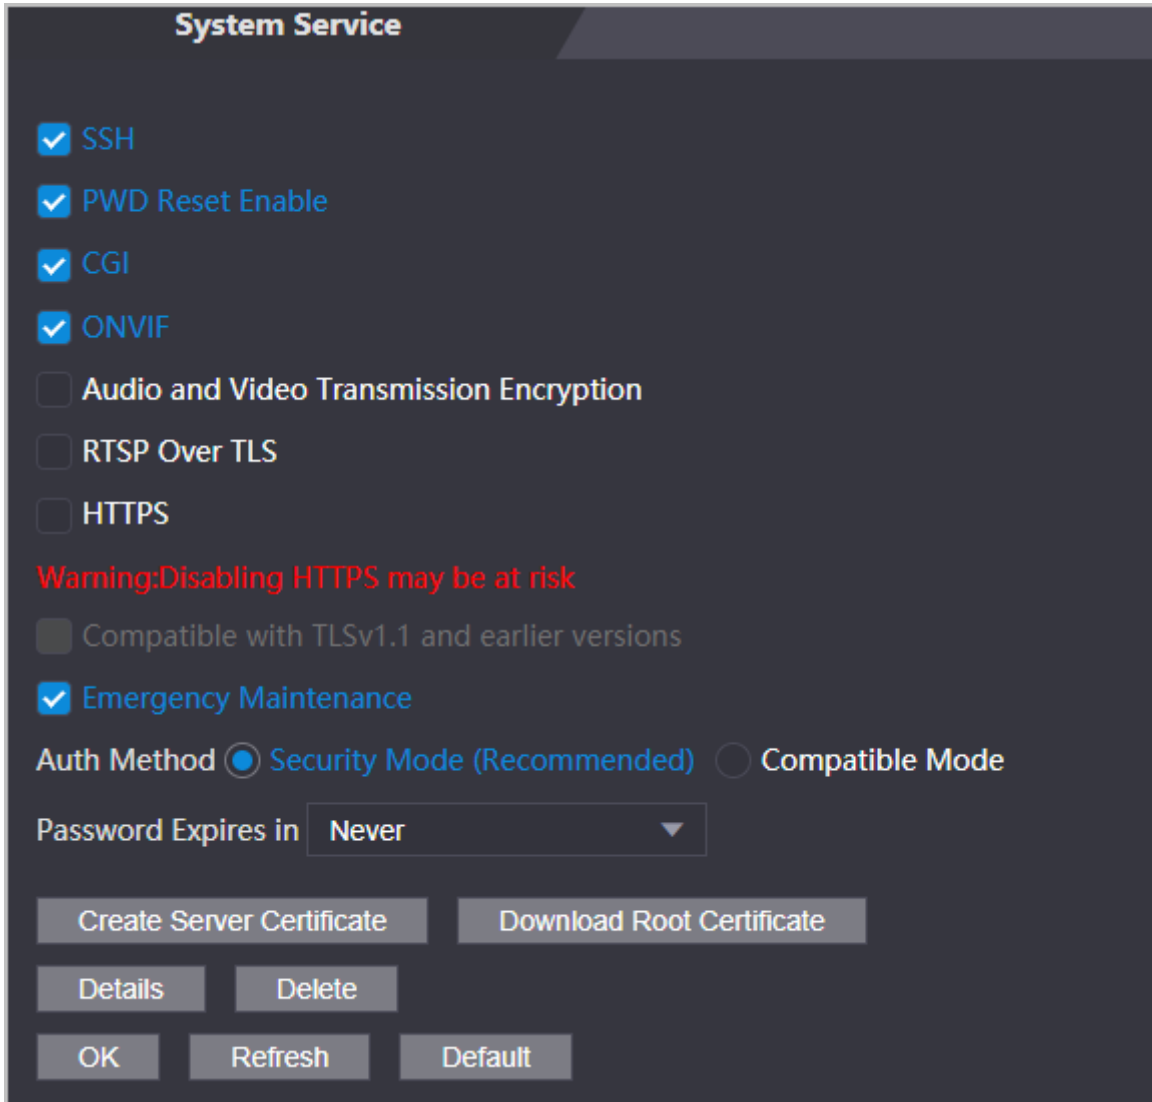 System Service
SSH
PWD Reset Enable
CGI
ONVIF
Audio and Video Transmission Encryption
RTSP Over TLS
HTTPS
Warning:Disabling HTTPS may be at risk
Compatible with TLSv1.1 and earlier versions
Emergency Maintenance
Auth Method Security Mode (Recommended) Compatible Mode
Password Expires in Never
Create Server Certificate Download Root Certificate
Details Delete
OK Refresh Default